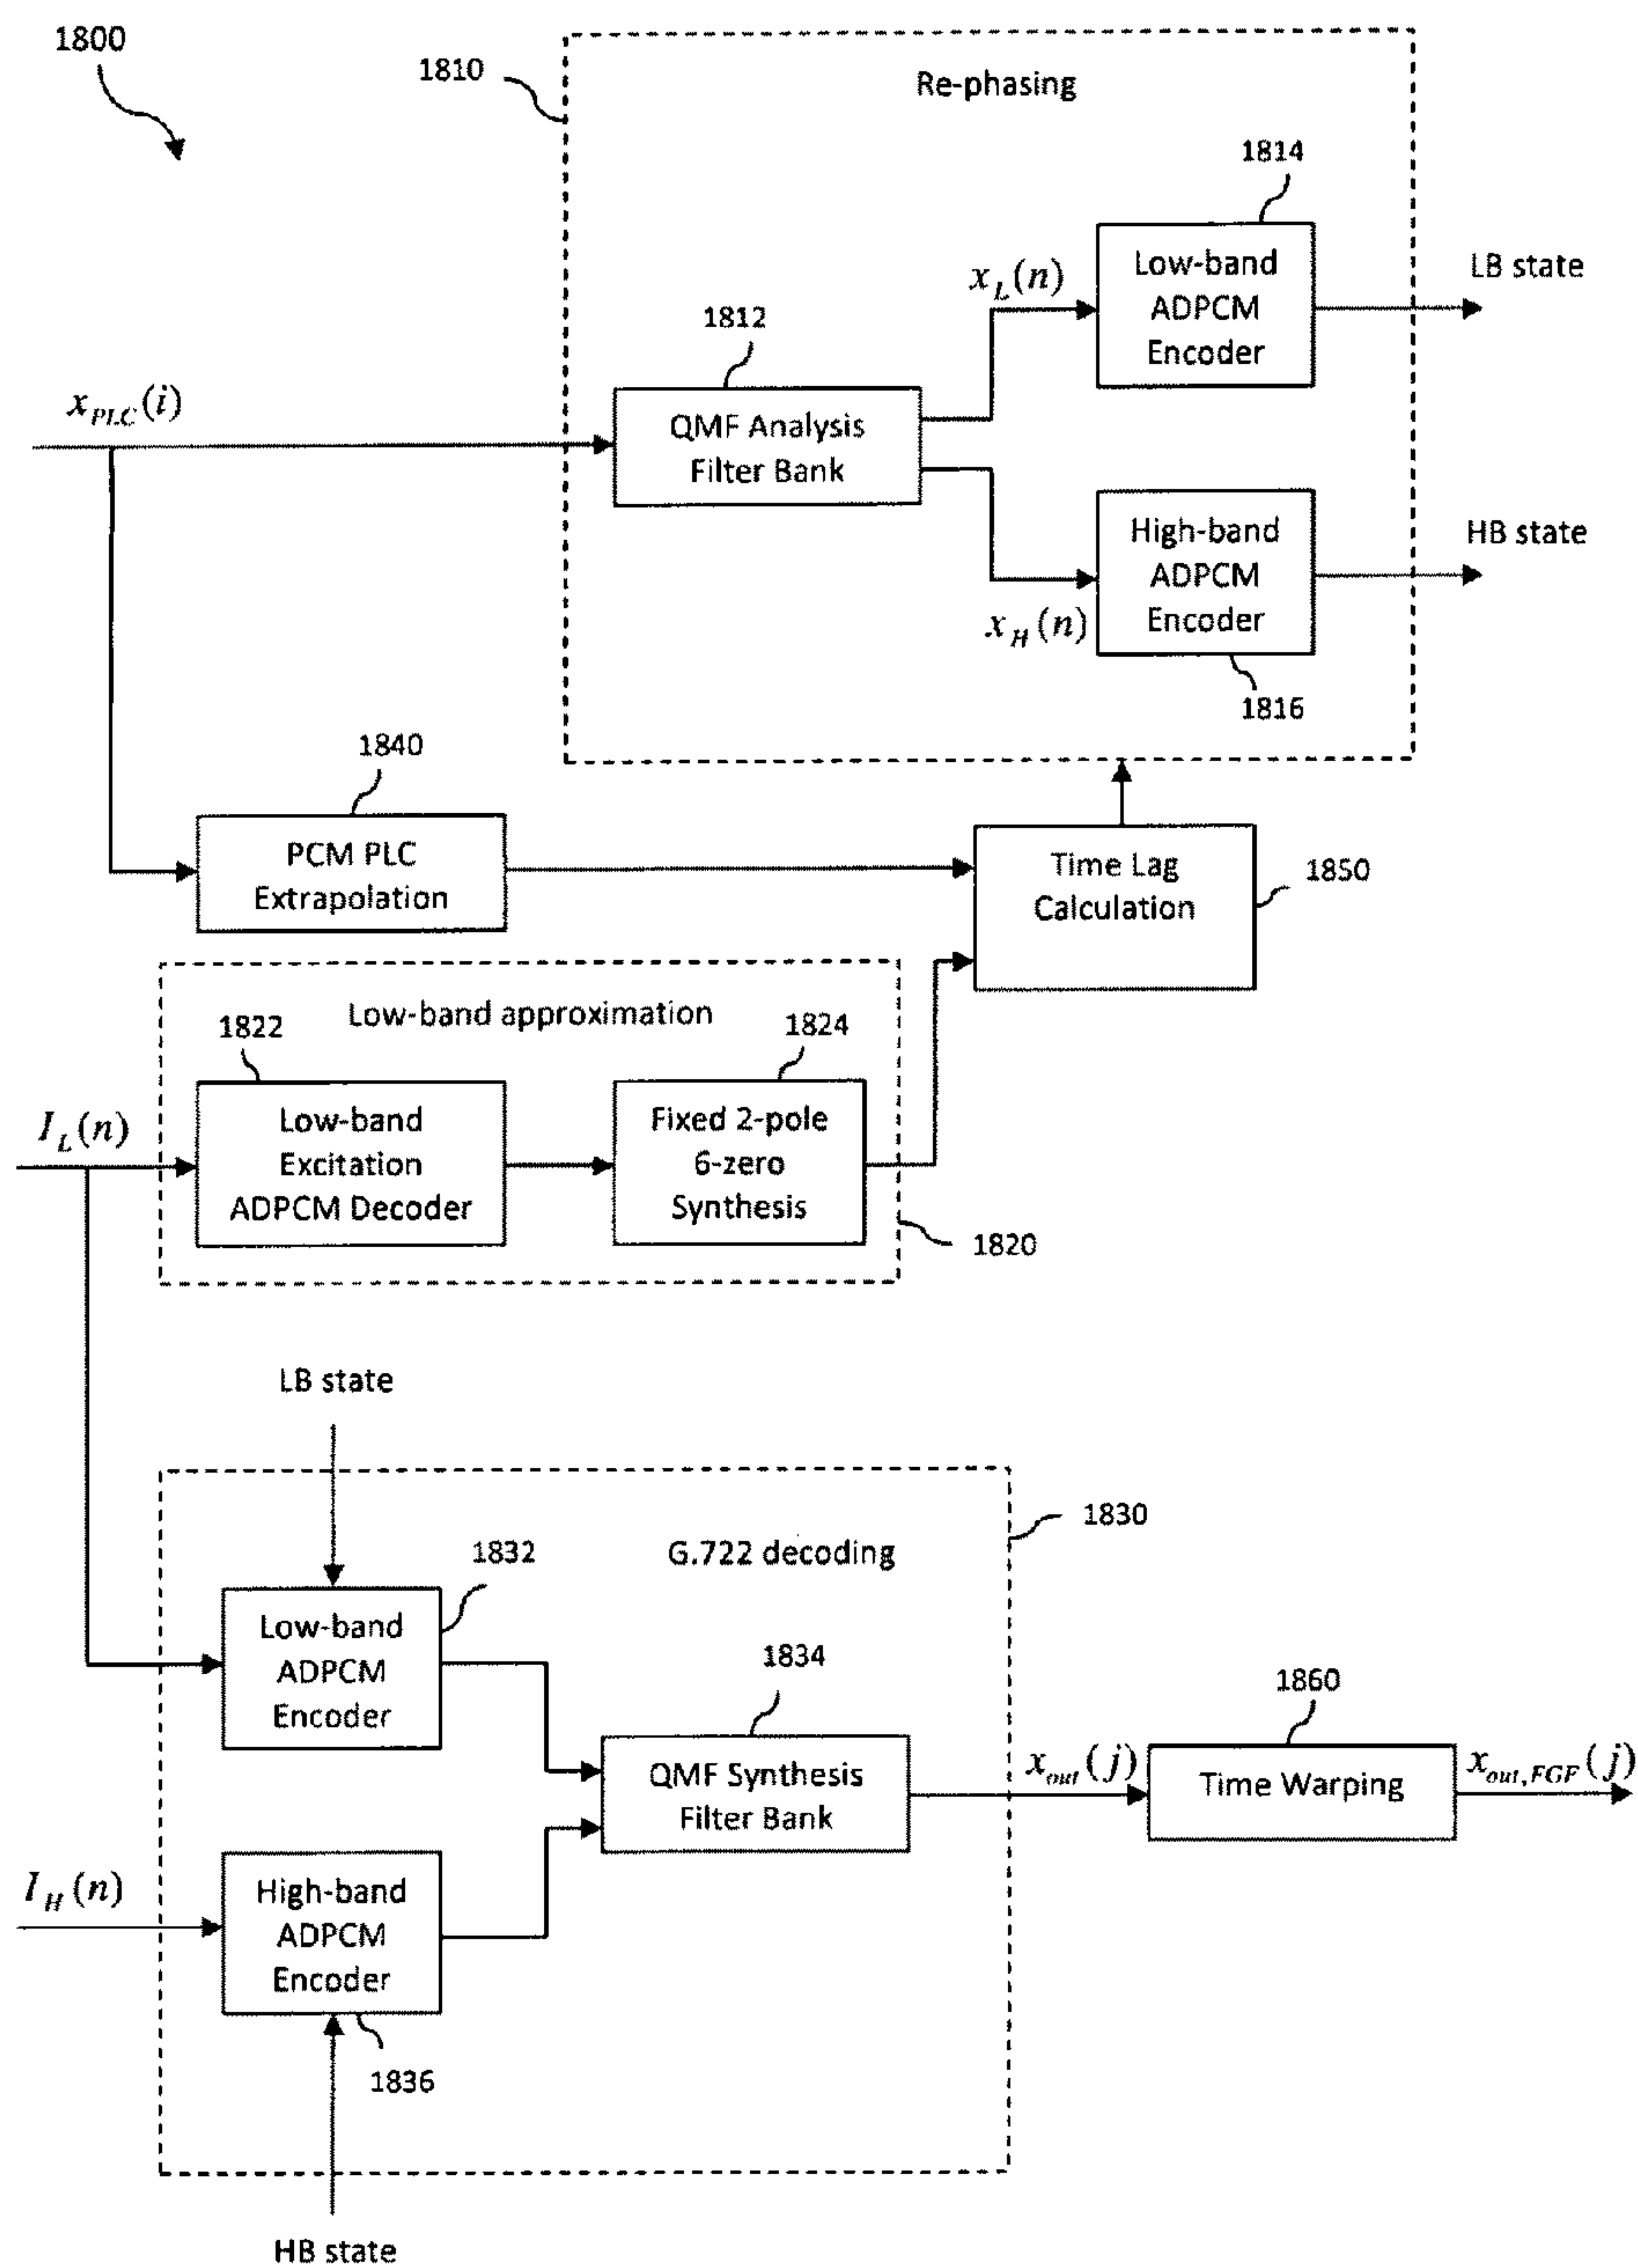 1800
1810
Re-phasing
1814
Low-band
ADPCM
Encoder
LB state
x_L(n)
1812
QMF Analysis
Filter Bank
x_PLC(i)
High-band
ADPCM
Encoder
HB state
x_H(n)
1816
1840
PCM PLC
Extrapolation
Time Lag
Calculation
1850
Low-band approximation
1822
1824
I_L(n)
Low-band
Excitation
ADPCM Decoder
Fixed 2-pole
6-zero
Synthesis
1820
LB state
1830
G.722 decoding
1832
Low-band
ADPCM
Encoder
1834
QMF Synthesis
Filter Bank
x_out(j)
1860
Time Warping
x_out,FGF(j)
I_H(n)
High-band
ADPCM
Encoder
1836
HB state